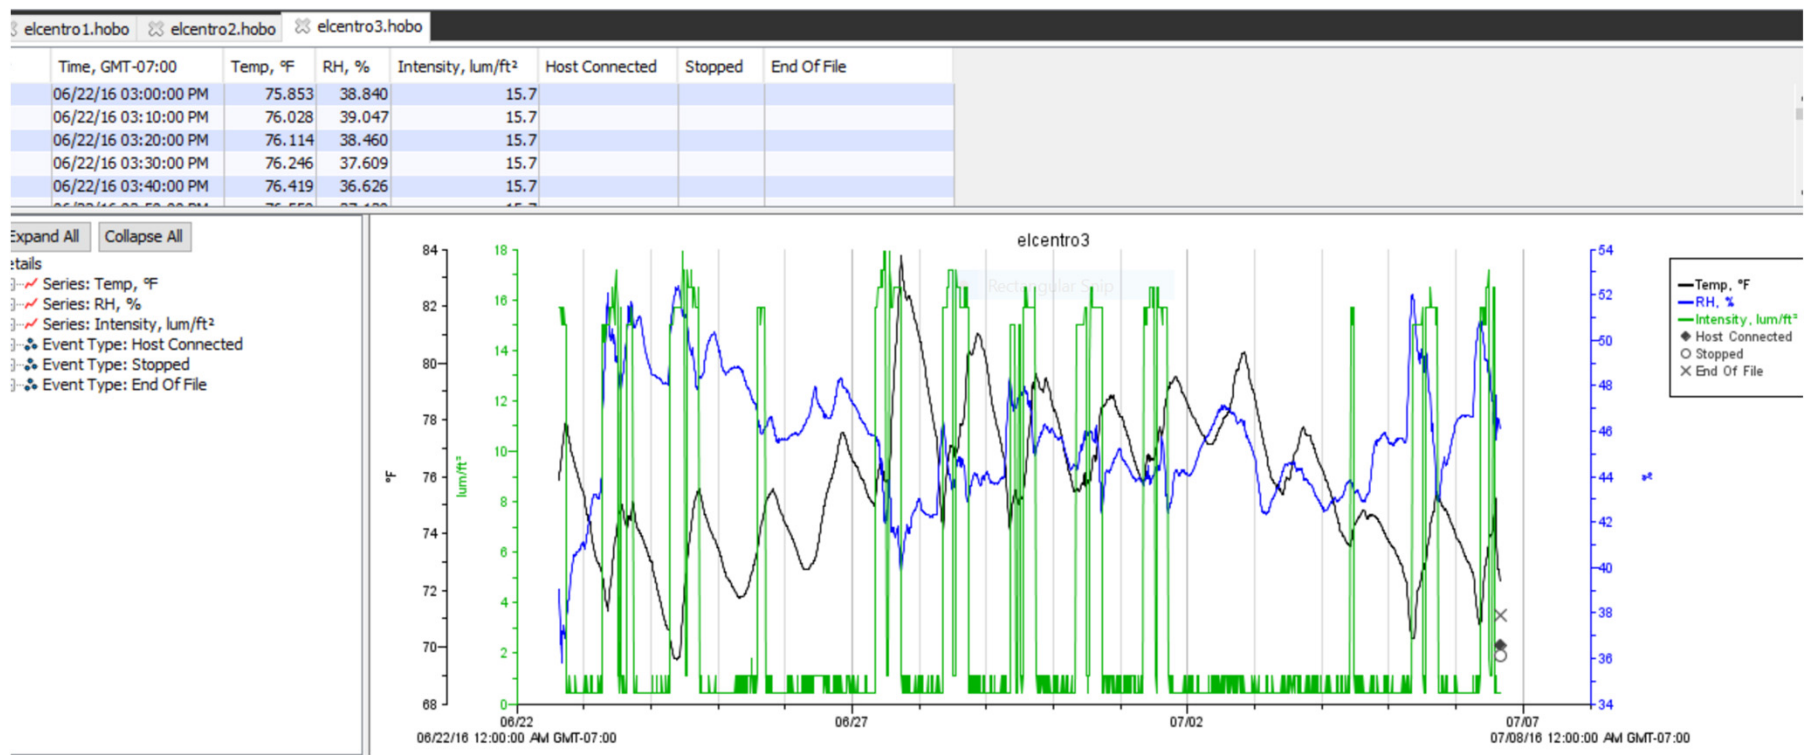 elcentro1.hobo elcentro2.hobo elcentro3.hobo
Time, GMT-07:00 Temp, °F RH, % Intensity, lum/ft² Host Connected Stopped End Of File
06/22/16 03:00:00 PM 75.853 38.840 15.7
06/22/16 03:10:00 PM 76.028 39.047 15.7
06/22/16 03:20:00 PM 76.114 38.460 15.7
06/22/16 03:30:00 PM 76.246 37.609 15.7
06/22/16 03:40:00 PM 76.419 36.626 15.7
Expand All Collapse All
etails
Series: Temp, °F
Series: RH, %
Series: Intensity, lum/ft²
Event Type: Host Connected
Event Type: Stopped
Event Type: End Of File
elcentro3
Rectangular Snip
84 18 54
82 16 52
80 14 50
78 12 48
76 10 46
74 8 44
72 6 42
70 4 40
68 2 38
0 36
34
°F
lum/ft²
%
06/22 06/27 07/02 07/07
06/22/16 12:00:00 AM GMT-07:00 07/08/16 12:00:00 AM GMT-07:00
Temp, °F
RH, %
Intensity, lum/ft²
Host Connected
Stopped
End Of File